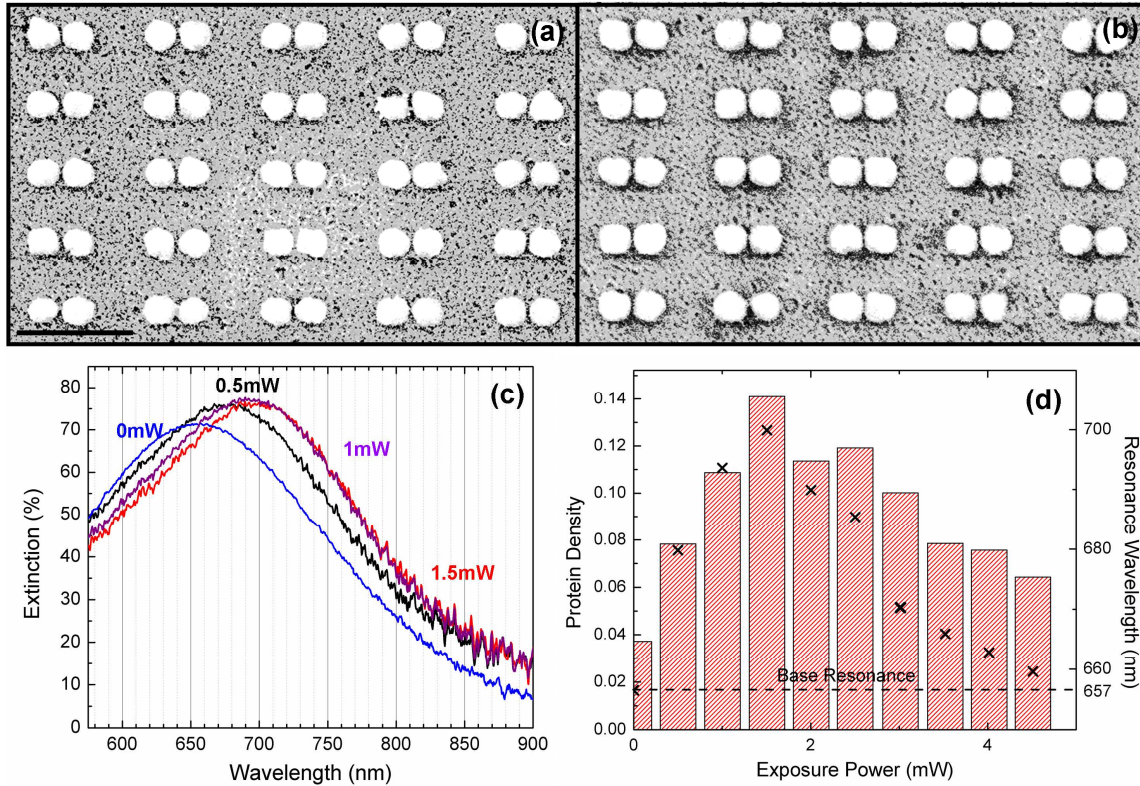 (a)
(b)
(c)
0.5mW
0mW
1mW
1.5mW
80
70
60
50
40
30
20
10
0
600
650
700
750
800
850
900
Extinction (%)
Wavelength (nm)
(d)
0.14
0.12
0.10
0.08
0.06
0.04
0.02
0.00
Protein Density
Base Resonance
700
680
660
657
Resonance Wavelength (nm)
0
2
4
Exposure Power (mW)